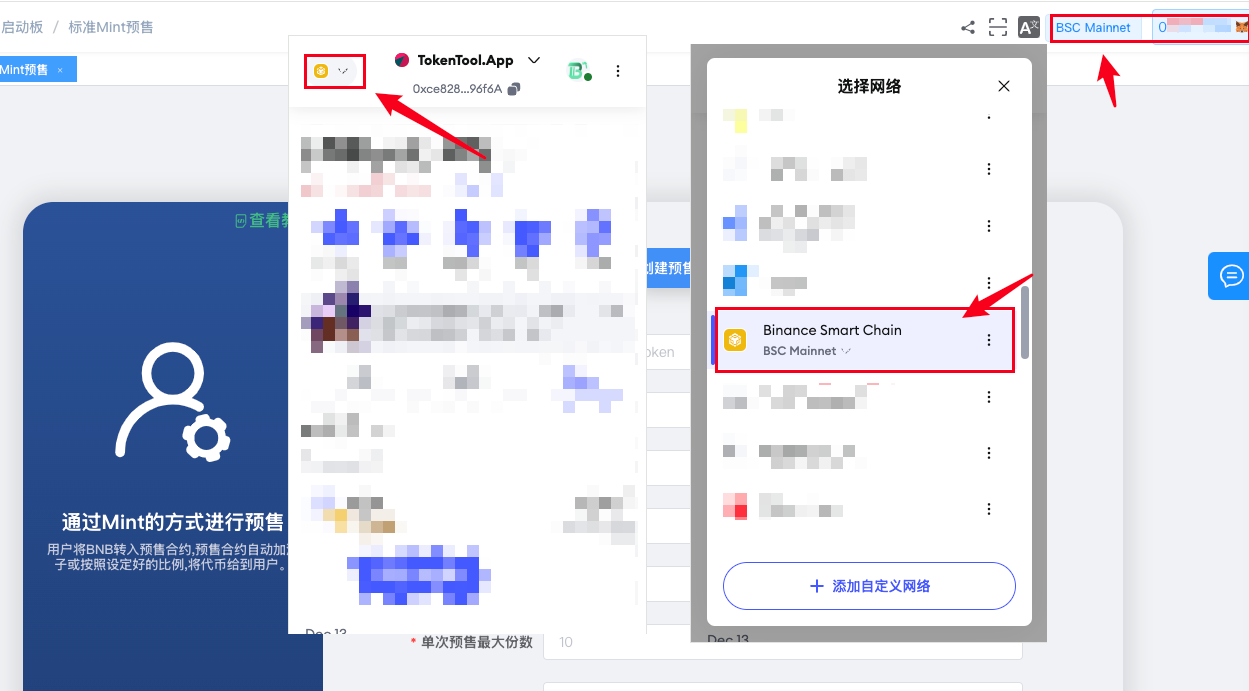 启动板 / 标准Mint预售
BSC Mainnet
0
Mint预售 ×
TokenTool.App
0xce828...96f6A
选择网络
查看
创建预售
Binance Smart Chain
BSC Mainnet
oken
通过Mint的方式进行预售
用户将BNB转入预售合约,预售合约自动加
子或按照设定好的比例,将代币给到用户。
添加自定义网络
Dec 13
Dec 13
* 单次预售最大份数
10